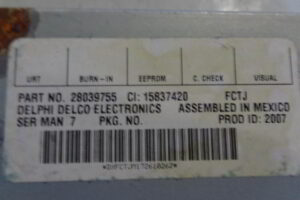 URT BURN-IN EEPROM C. CHECK VISUAL
PART NO. 28039755 CI: 15837420 FCTJ
DELPHI DELCO ELECTRONICS ASSEMBLED IN MEXICO
SER MAN 7 PKG. NO. PROD ID: 2007